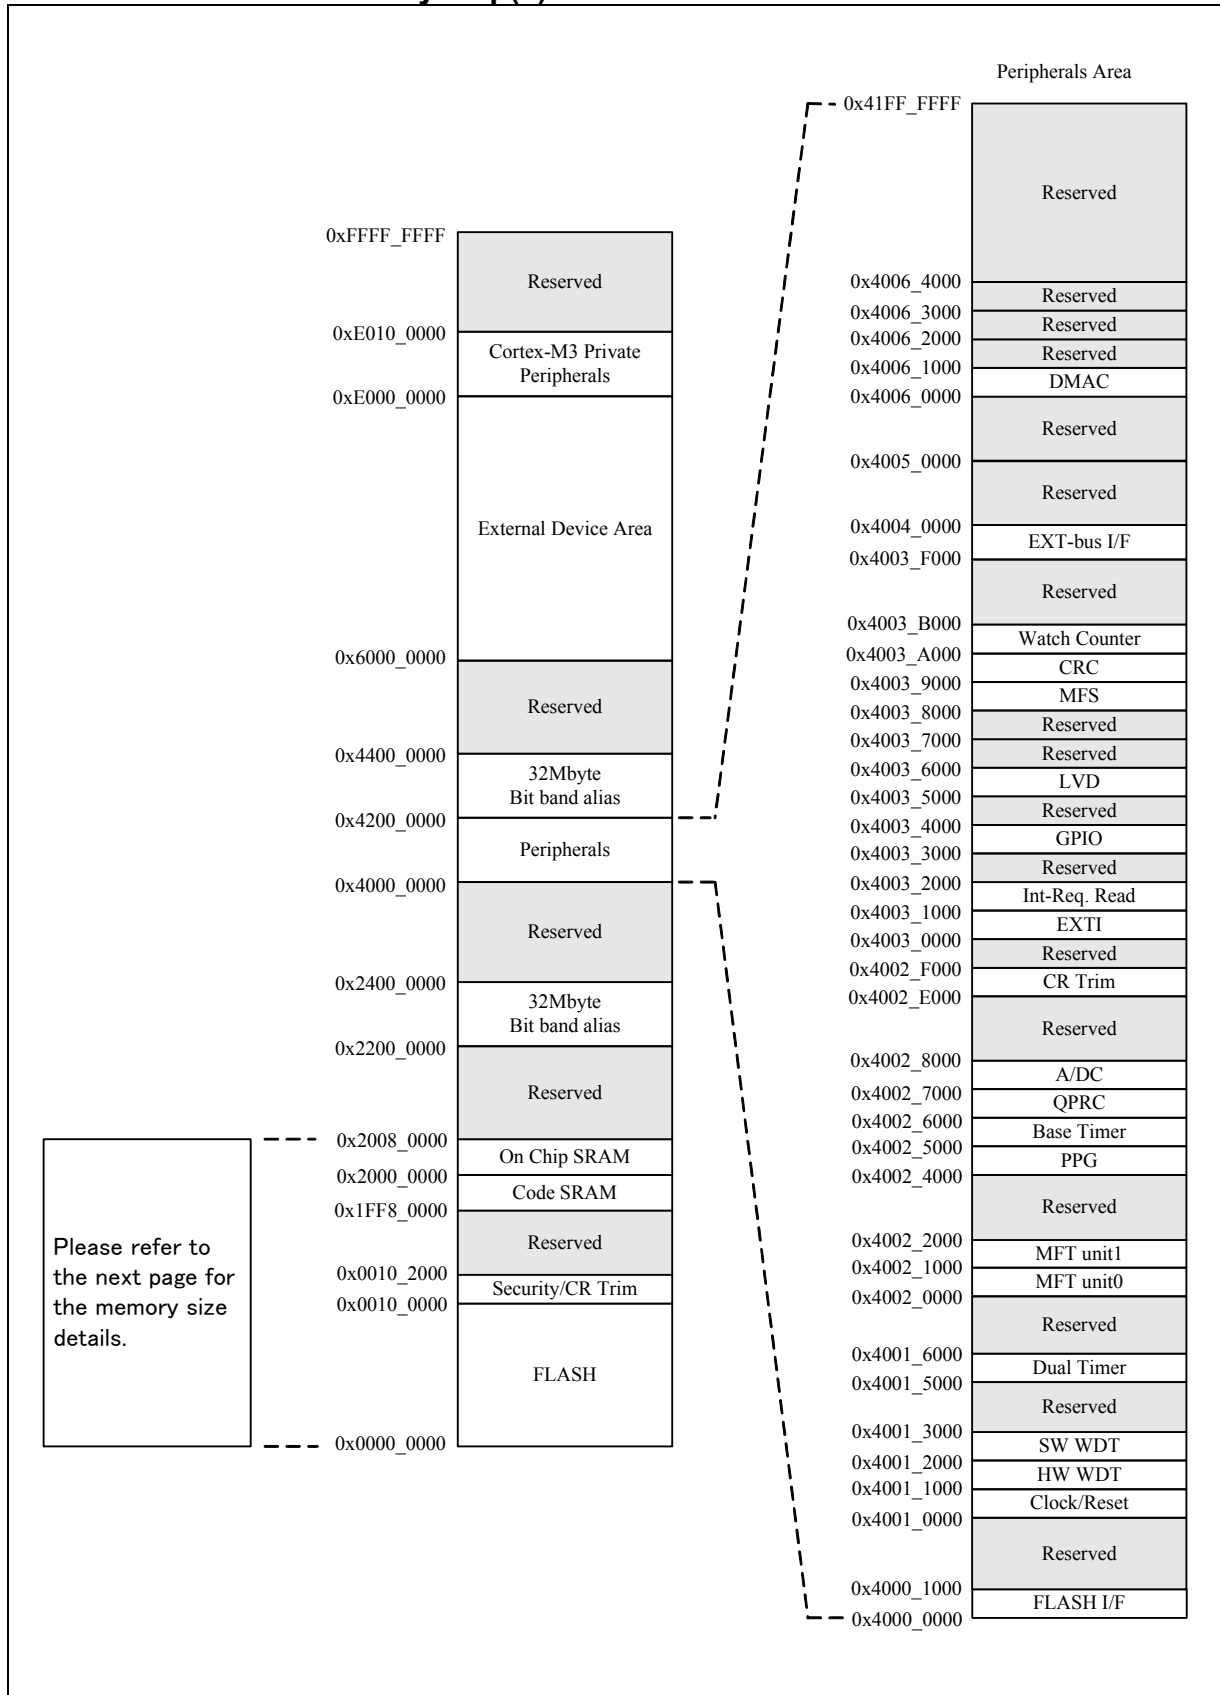 Peripherals Area
0x41FF_FFFF
Reserved
0x4006_4000
Reserved
0x4006_3000
Reserved
0x4006_2000
Reserved
0x4006_1000
DMAC
0x4006_0000
Reserved
0x4005_0000
Reserved
0x4004_0000
EXT-bus I/F
0x4003_F000
Reserved
0x4003_B000
Watch Counter
0x4003_A000
CRC
0x4003_9000
MFS
0x4003_8000
Reserved
0x4003_7000
Reserved
0x4003_6000
LVD
0x4003_5000
Reserved
0x4003_4000
GPIO
0x4003_3000
Reserved
0x4003_2000
Int-Req. Read
0x4003_1000
EXTI
0x4003_0000
Reserved
0x4002_F000
CR Trim
0x4002_E000
Reserved
0x4002_8000
A/DC
0x4002_7000
QPRC
0x4002_6000
Base Timer
0x4002_5000
PPG
0x4002_4000
Reserved
0x4002_2000
MFT unit1
0x4002_1000
MFT unit0
0x4002_0000
Reserved
0x4001_6000
Dual Timer
0x4001_5000
Reserved
0x4001_3000
SW WDT
0x4001_2000
HW WDT
0x4001_1000
Clock/Reset
0x4001_0000
Reserved
0x4000_1000
FLASH I/F
0x4000_0000
0xFFFF_FFFF
Reserved
0xE010_0000
Cortex-M3 Private
Peripherals
0xE000_0000
External Device Area
0x6000_0000
Reserved
0x4400_0000
32Mbyte
Bit band alias
0x4200_0000
Peripherals
0x4000_0000
Reserved
0x2400_0000
32Mbyte
Bit band alias
0x2200_0000
Reserved
0x2008_0000
On Chip SRAM
0x2000_0000
Code SRAM
0x1FF8_0000
Reserved
0x0010_2000
Security/CR Trim
0x0010_0000
FLASH
0x0000_0000
Please refer to
the next page for
the memory size
details.